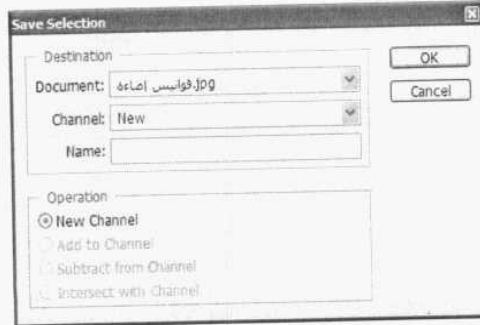 Save Selection
Destination
Document: فوانيس إضاءة.jpg
Channel: New
Name:
OK
Cancel
Operation
New Channel
Add to Channel
Subtract from Channel
Intersect with Channel